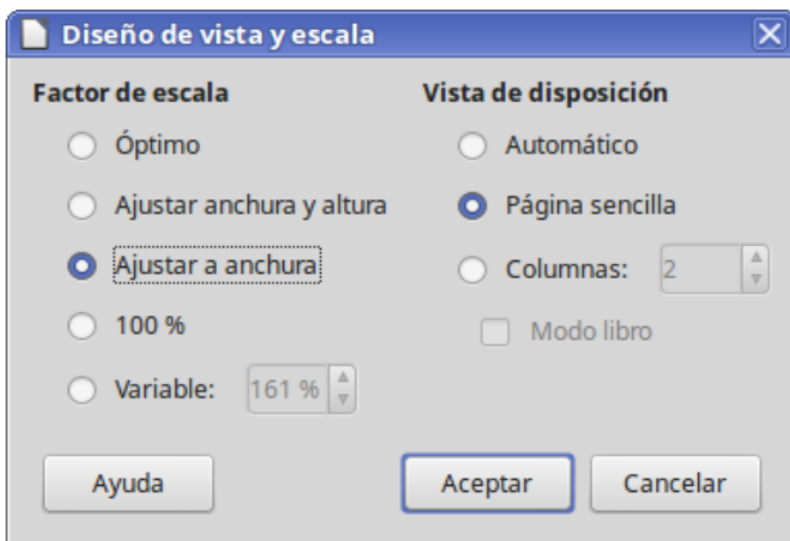 Diseño de vista y escala
Factor de escala
Óptimo
Ajustar anchura y altura
Ajustar a anchura
100 %
Variable: 161 %
Vista de disposición
Automático
Página sencilla
Columnas: 2
Modo libro
Ayuda
Aceptar
Cancelar